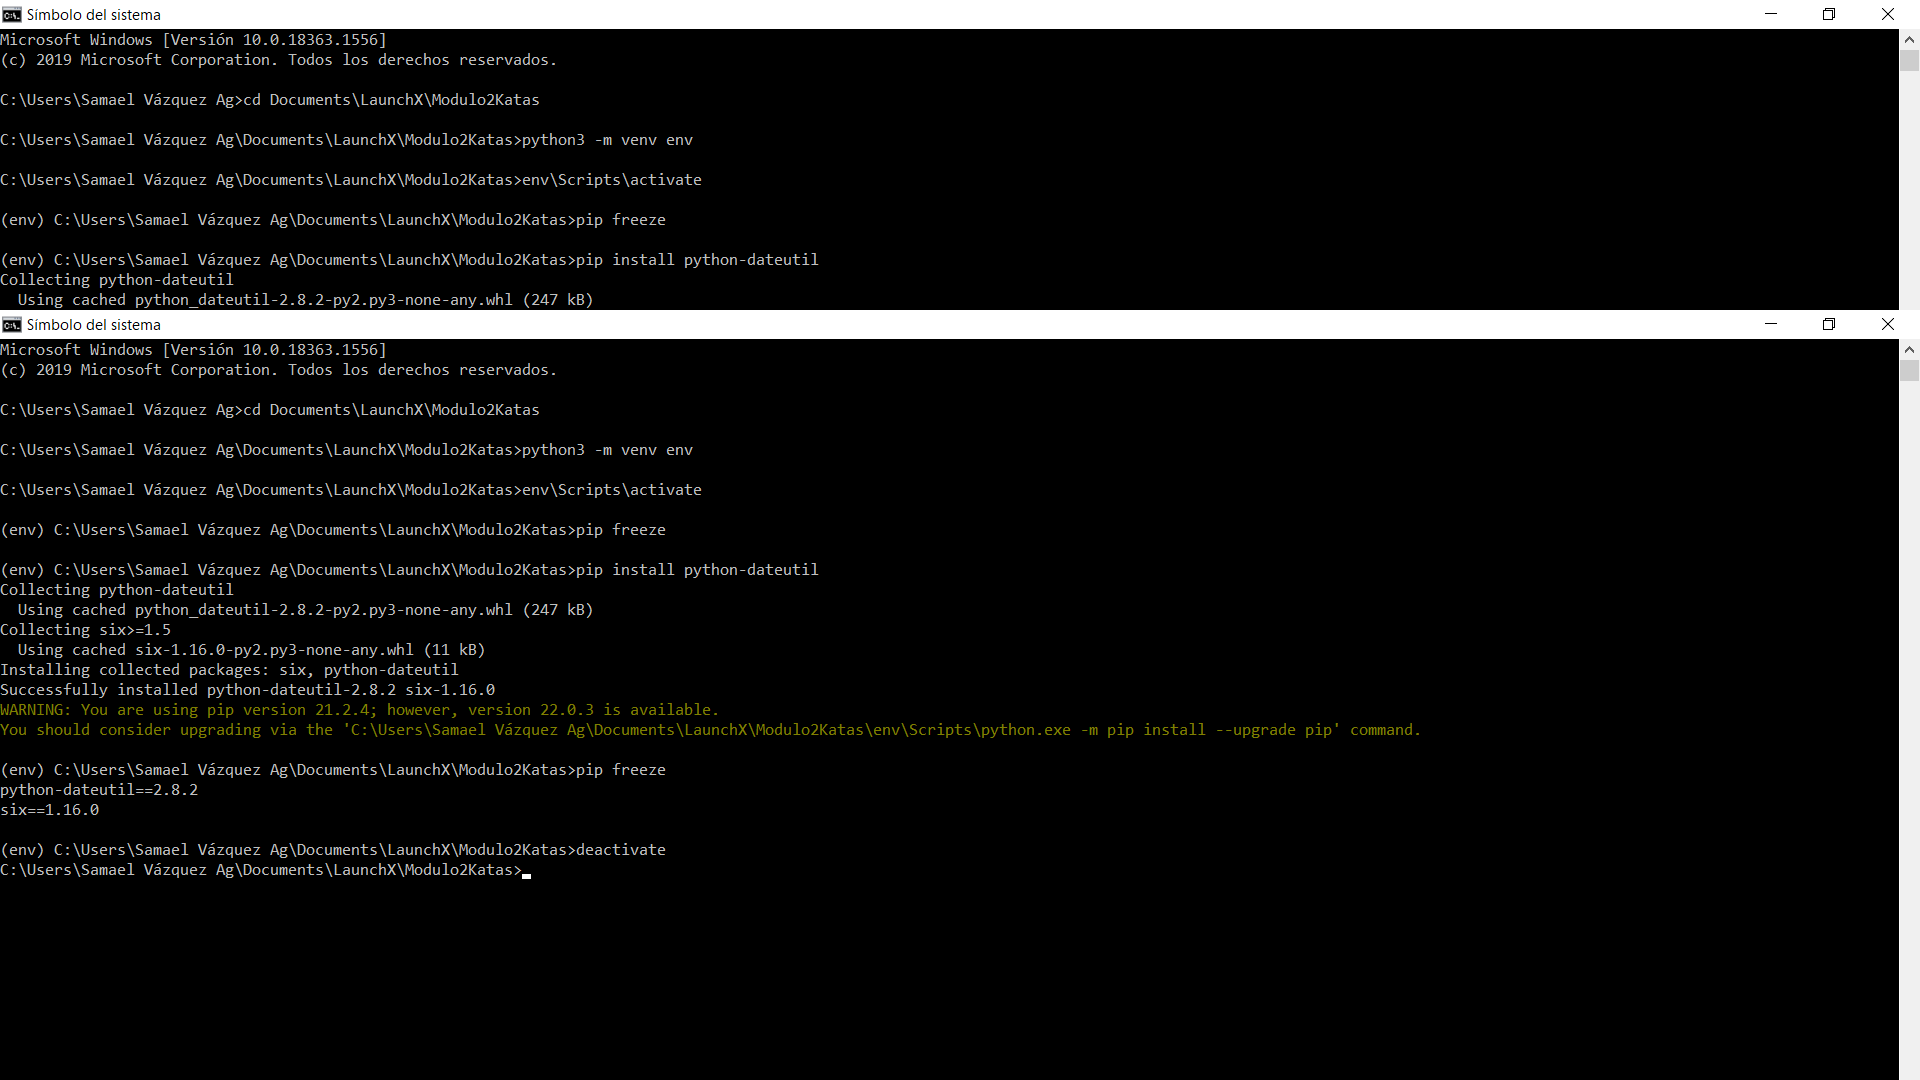 Símbolo del sistema
Microsoft Windows [Versión 10.0.18363.1556]
(c) 2019 Microsoft Corporation. Todos los derechos reservados.
C:\Users\Samael Vázquez Ag>cd Documents\LaunchX\Modulo2Katas
C:\Users\Samael Vázquez Ag\Documents\LaunchX\Modulo2Katas>python3 -m venv env
C:\Users\Samael Vázquez Ag\Documents\LaunchX\Modulo2Katas>env\Scripts\activate
(env) C:\Users\Samael Vázquez Ag\Documents\LaunchX\Modulo2Katas>pip freeze
(env) C:\Users\Samael Vázquez Ag\Documents\LaunchX\Modulo2Katas>pip install python-dateutil
Collecting python-dateutil
  Using cached python_dateutil-2.8.2-py2.py3-none-any.whl (247 kB)
Símbolo del sistema
Microsoft Windows [Versión 10.0.18363.1556]
(c) 2019 Microsoft Corporation. Todos los derechos reservados.
C:\Users\Samael Vázquez Ag>cd Documents\LaunchX\Modulo2Katas
C:\Users\Samael Vázquez Ag\Documents\LaunchX\Modulo2Katas>python3 -m venv env
C:\Users\Samael Vázquez Ag\Documents\LaunchX\Modulo2Katas>env\Scripts\activate
(env) C:\Users\Samael Vázquez Ag\Documents\LaunchX\Modulo2Katas>pip freeze
(env) C:\Users\Samael Vázquez Ag\Documents\LaunchX\Modulo2Katas>pip install python-dateutil
Collecting python-dateutil
  Using cached python_dateutil-2.8.2-py2.py3-none-any.whl (247 kB)
Collecting six>=1.5
  Using cached six-1.16.0-py2.py3-none-any.whl (11 kB)
Installing collected packages: six, python-dateutil
Successfully installed python-dateutil-2.8.2 six-1.16.0
WARNING: You are using pip version 21.2.4; however, version 22.0.3 is available.
You should consider upgrading via the 'C:\Users\Samael Vázquez Ag\Documents\LaunchX\Modulo2Katas\env\Scripts\python.exe -m pip install --upgrade pip' command.
(env) C:\Users\Samael Vázquez Ag\Documents\LaunchX\Modulo2Katas>pip freeze
python-dateutil==2.8.2
six==1.16.0
(env) C:\Users\Samael Vázquez Ag\Documents\LaunchX\Modulo2Katas>deactivate
C:\Users\Samael Vázquez Ag\Documents\LaunchX\Modulo2Katas>